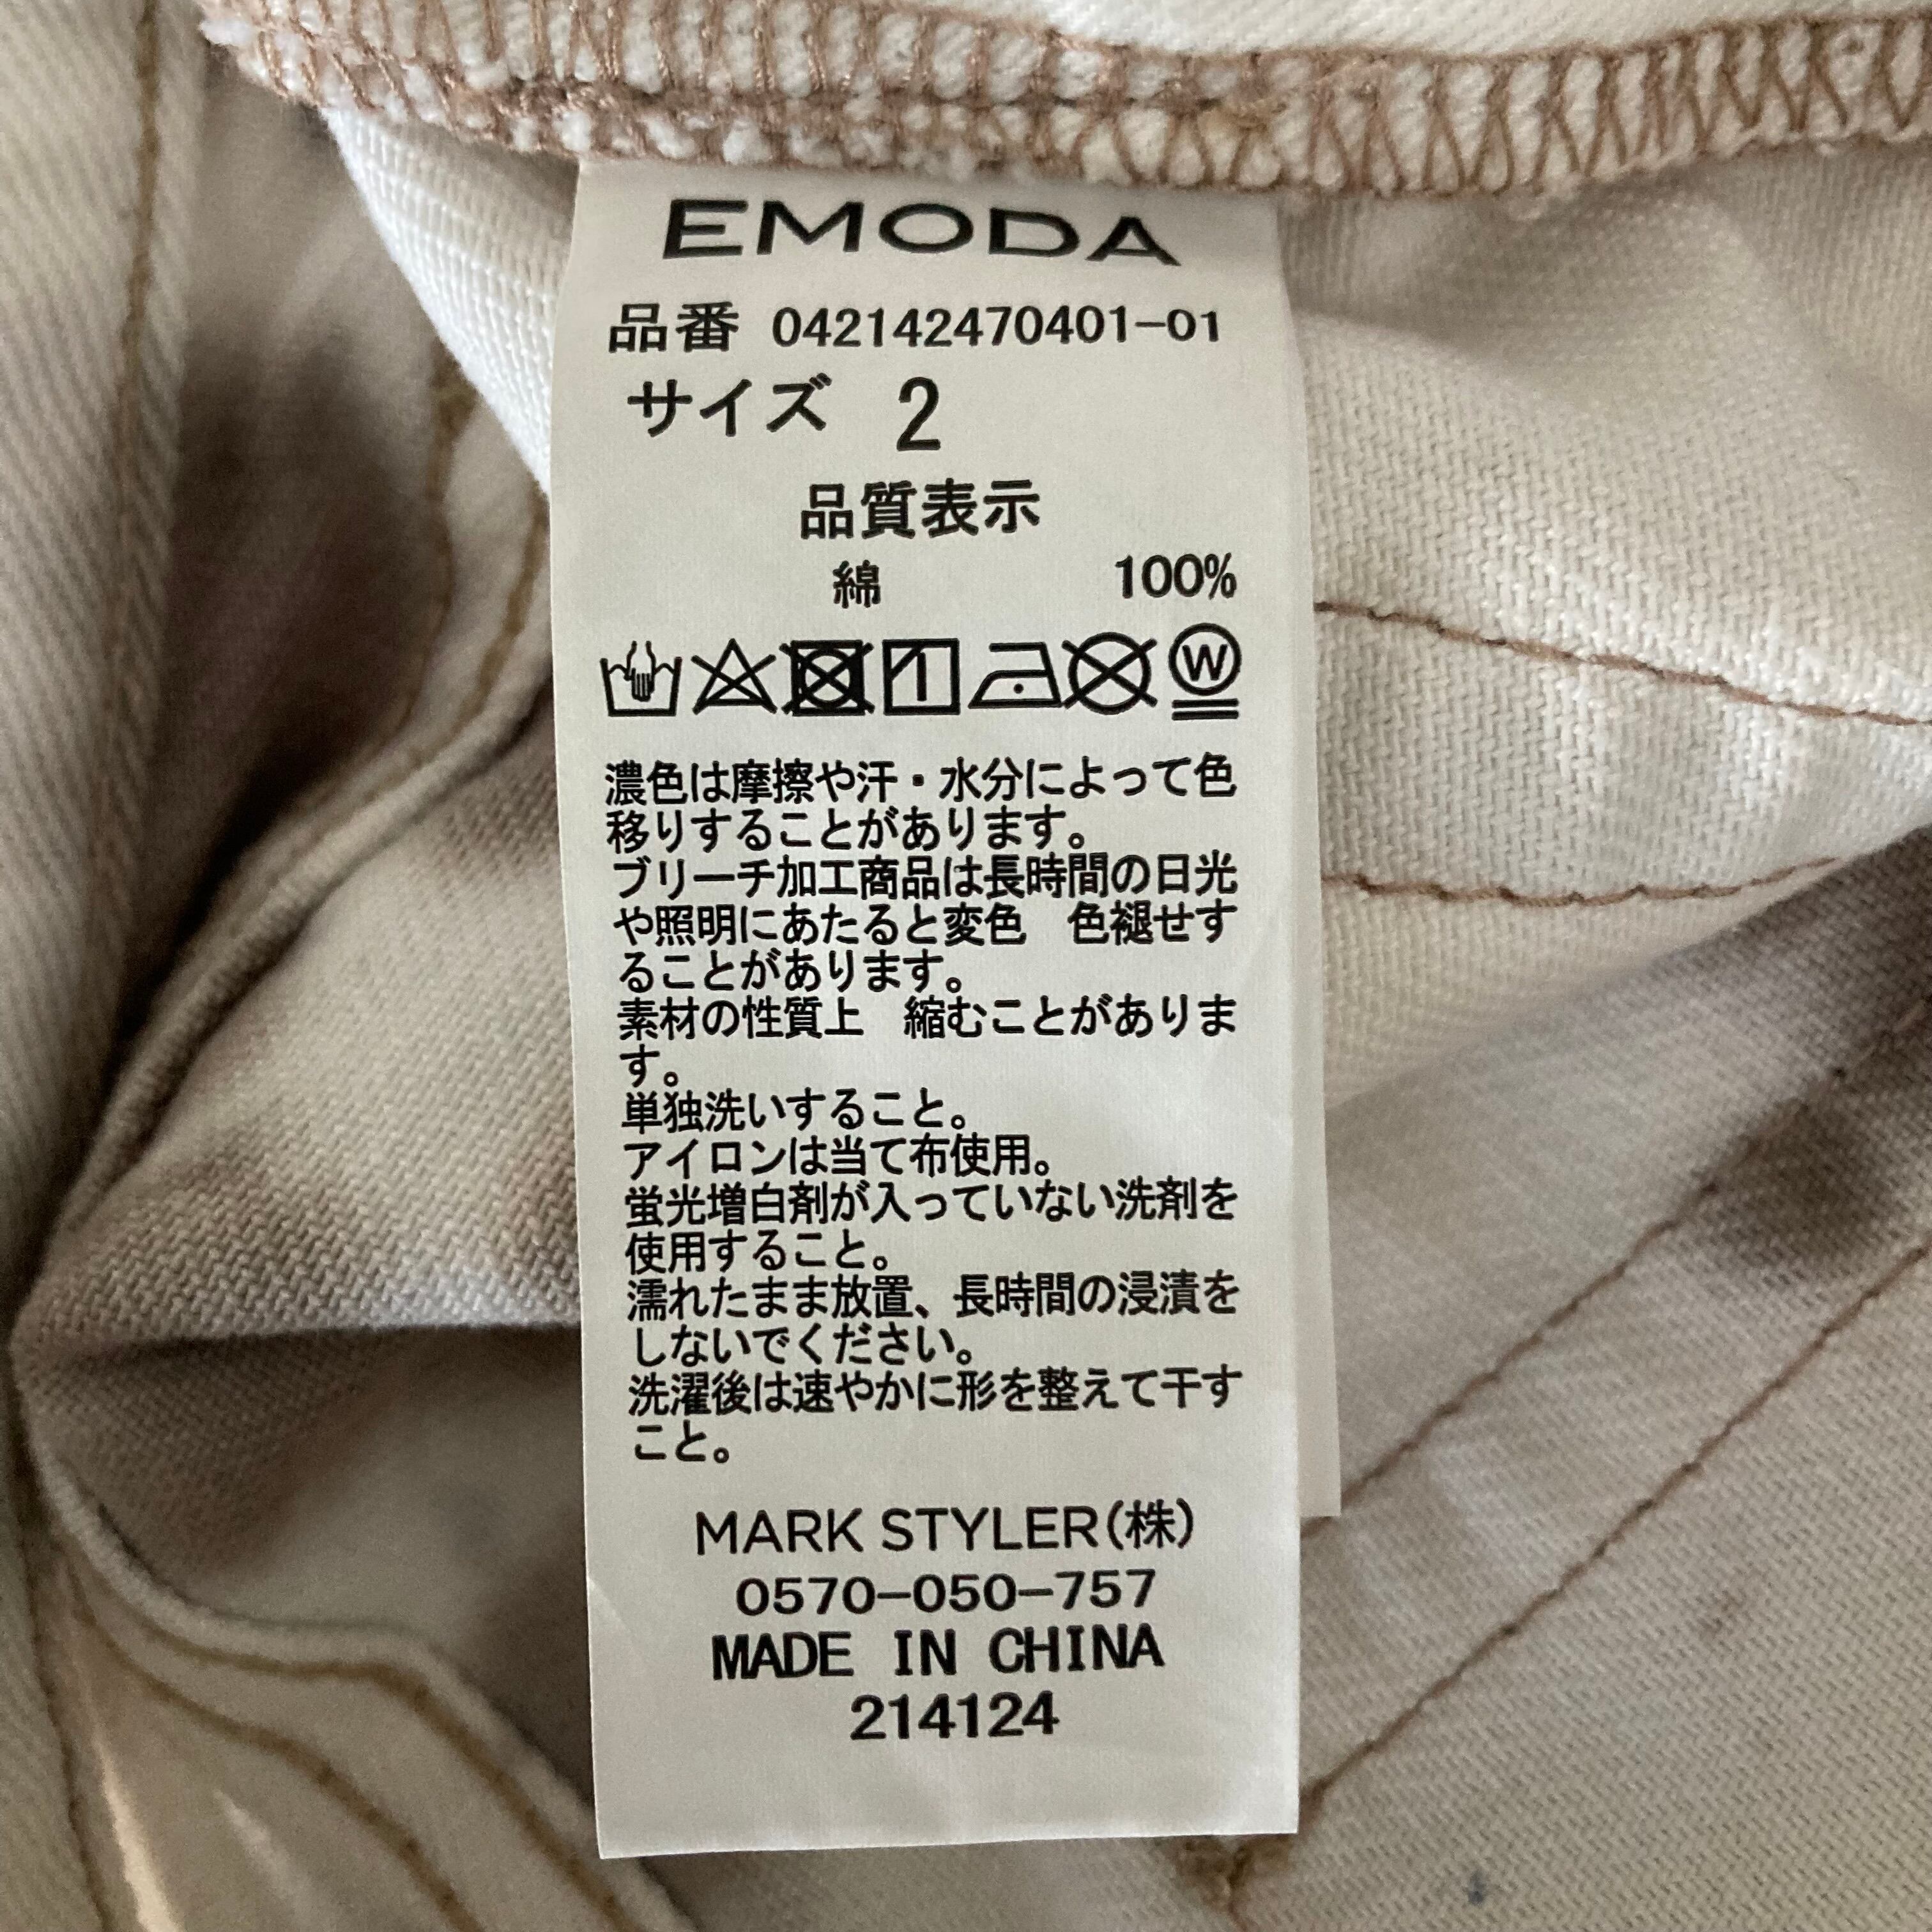 EMODA
品番 042142470401-01
サイズ 2
品質表示
綿 100%
W
濃色は摩擦や汗・水分によって色
移りすることがあります。
ブリーチ加工商品は長時間の日光
や照明にあたると変色 色褪せす
ることがあります。
素材の性質上 縮むことがありま
す。
単独洗いすること。
アイロンは当て布使用。
蛍光増白剤が入っていない洗剤を
使用すること。
濡れたまま放置、長時間の浸漬を
しないでください。
洗濯後は速やかに形を整えて干す
こと。
MARK STYLER(株)
0570-050-757
MADE IN CHINA
214124